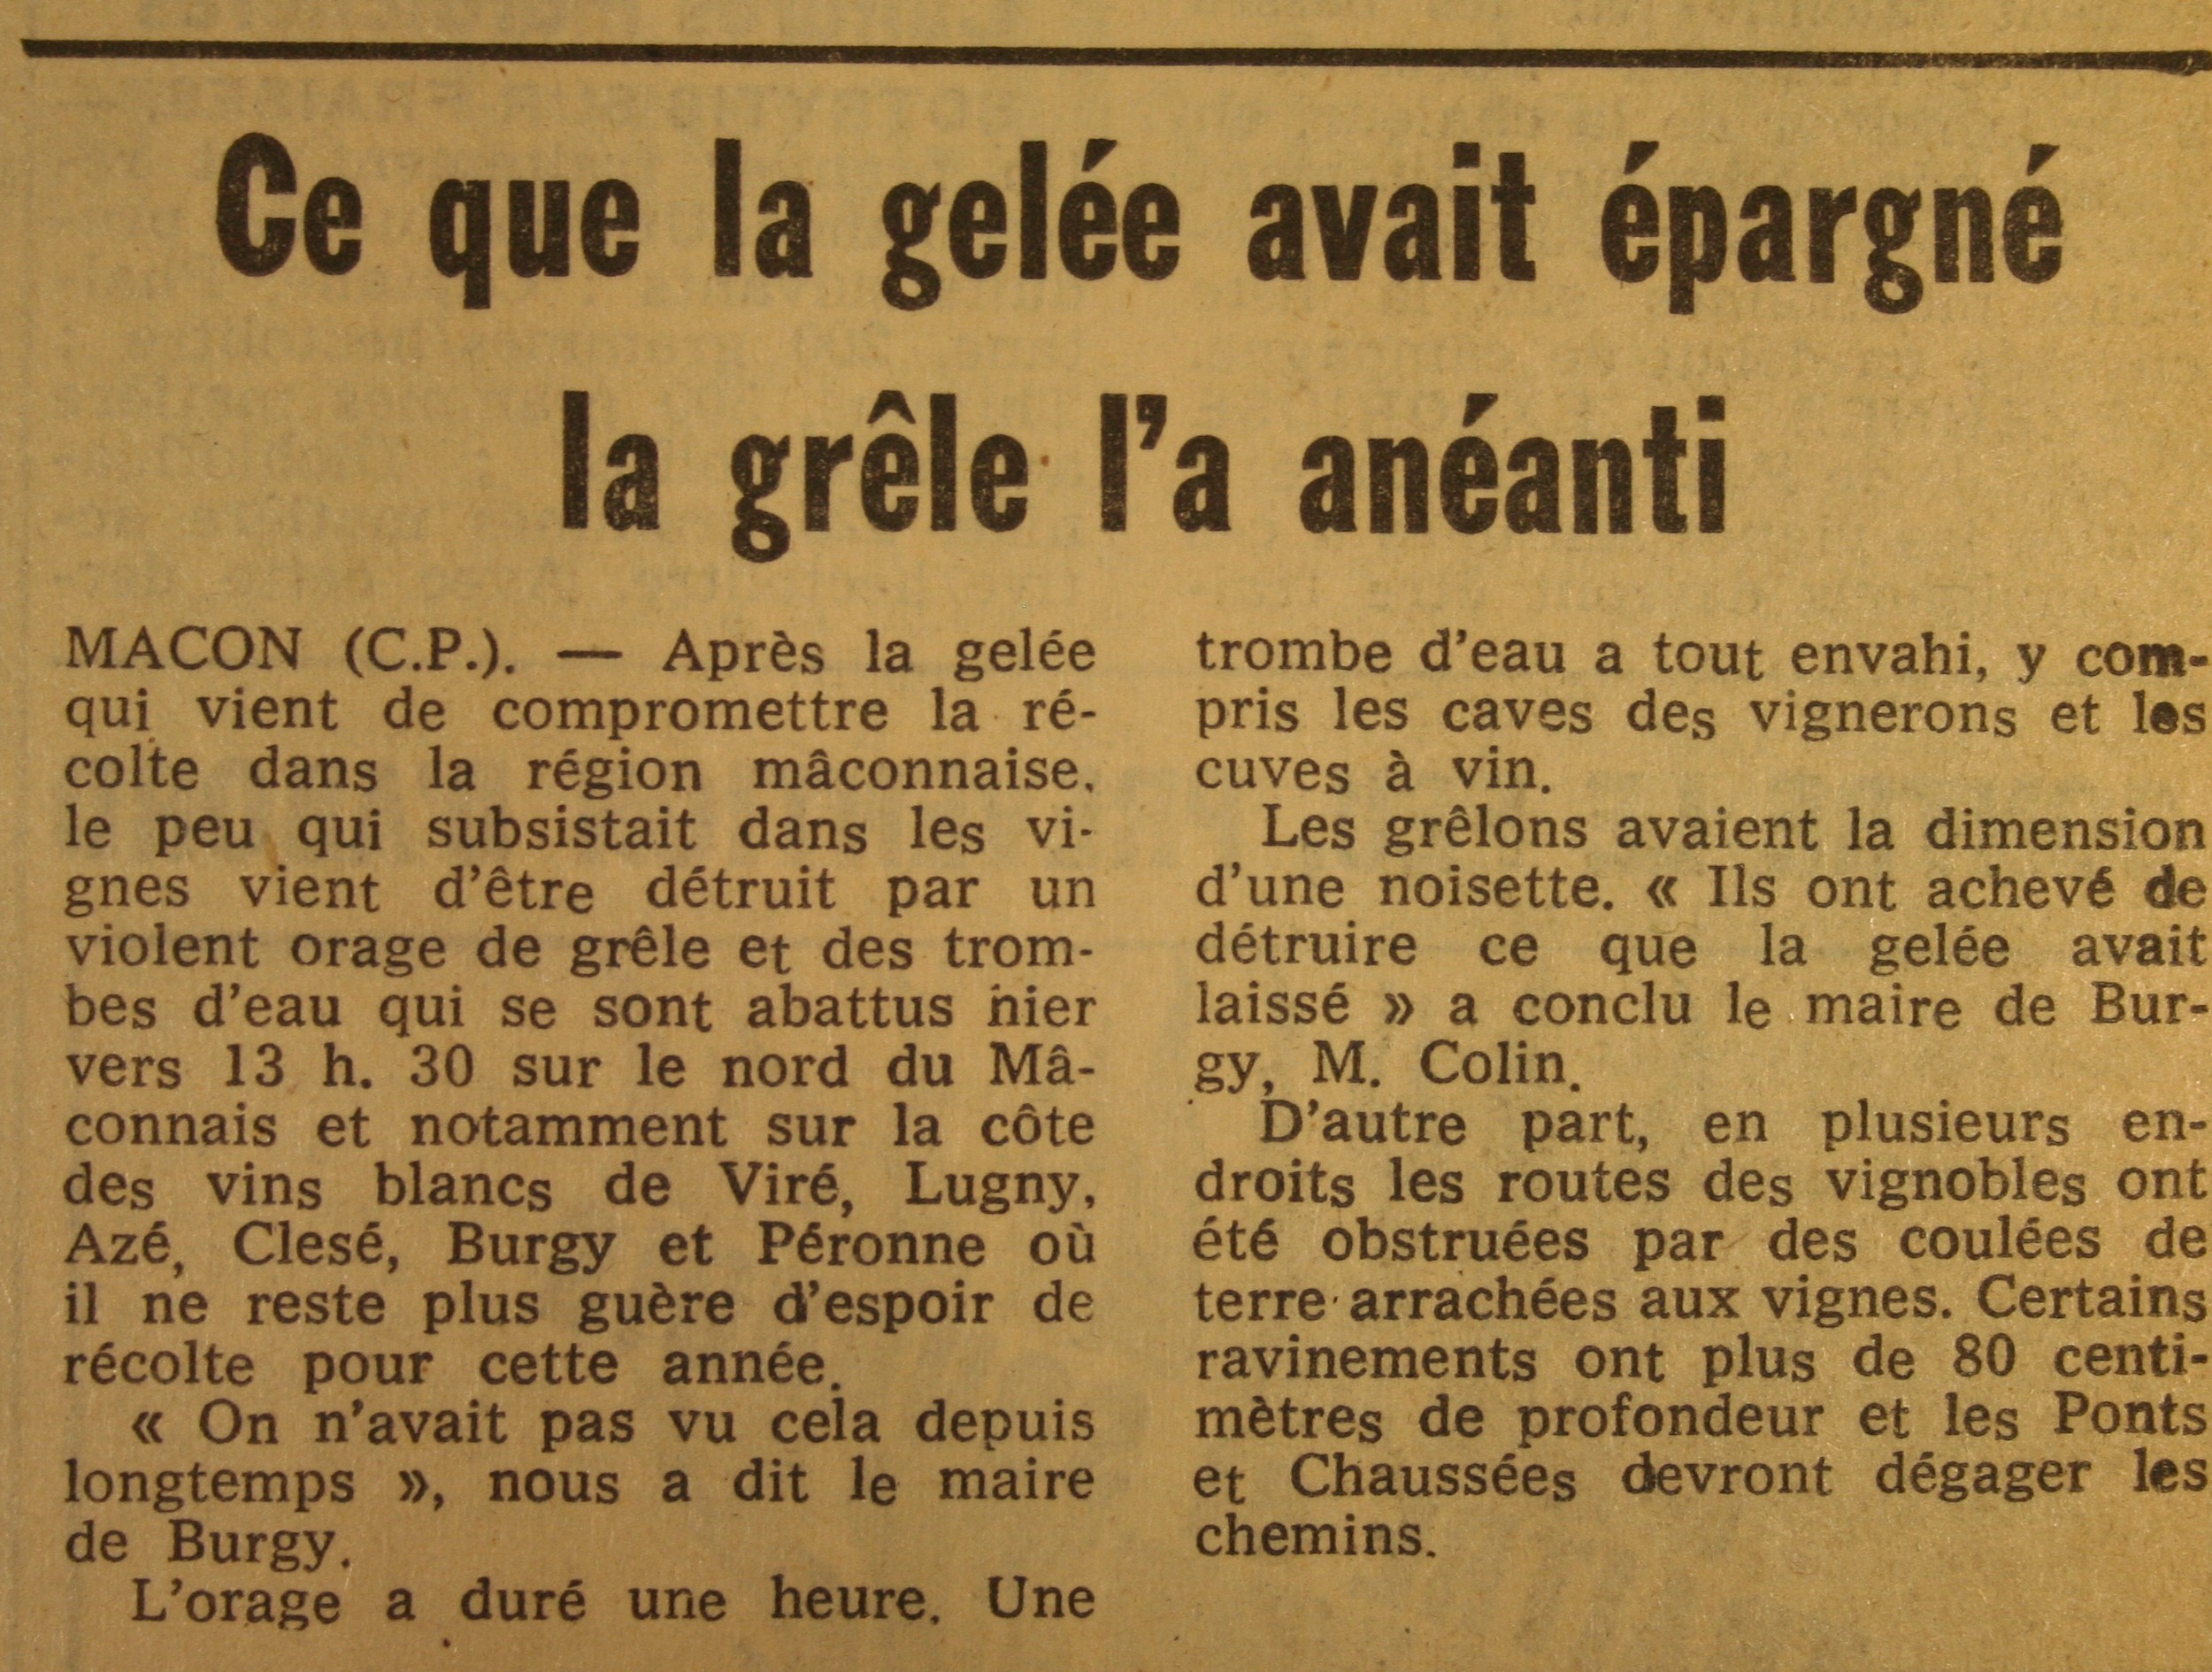 Ce que la gelée avait épargné
la grêle l'a anéanti
MACON (C.P.). — Après la gelée
qui vient de compromettre la ré-
colte dans la région mâconnaise,
le peu qui subsistait dans les vi-
gnes vient d'être détruit par un
violent orage de grêle et des trom-
bes d'eau qui se sont abattus hier
vers 13 h. 30 sur le nord du Mâ-
connais et notamment sur la côte
des vins blancs de Viré, Lugny,
Azé, Clesé, Burgy et Péronne où
il ne reste plus guère d'espoir de
récolte pour cette année.
« On n'avait pas vu cela depuis
longtemps », nous a dit le maire
de Burgy.
L'orage a duré une heure. Une
trombe d'eau a tout envahi, y com-
pris les caves des vignerons et les
cuves à vin.
Les grêlons avaient la dimension
d'une noisette. « Ils ont achevé de
détruire ce que la gelée avait
laissé » a conclu le maire de Bur-
gy, M. Colin.
D'autre part, en plusieurs en-
droits les routes des vignobles ont
été obstruées par des coulées de
terre arrachées aux vignes. Certains
ravinements ont plus de 80 centi-
mètres de profondeur et les Ponts
et Chaussées devront dégager les
chemins.